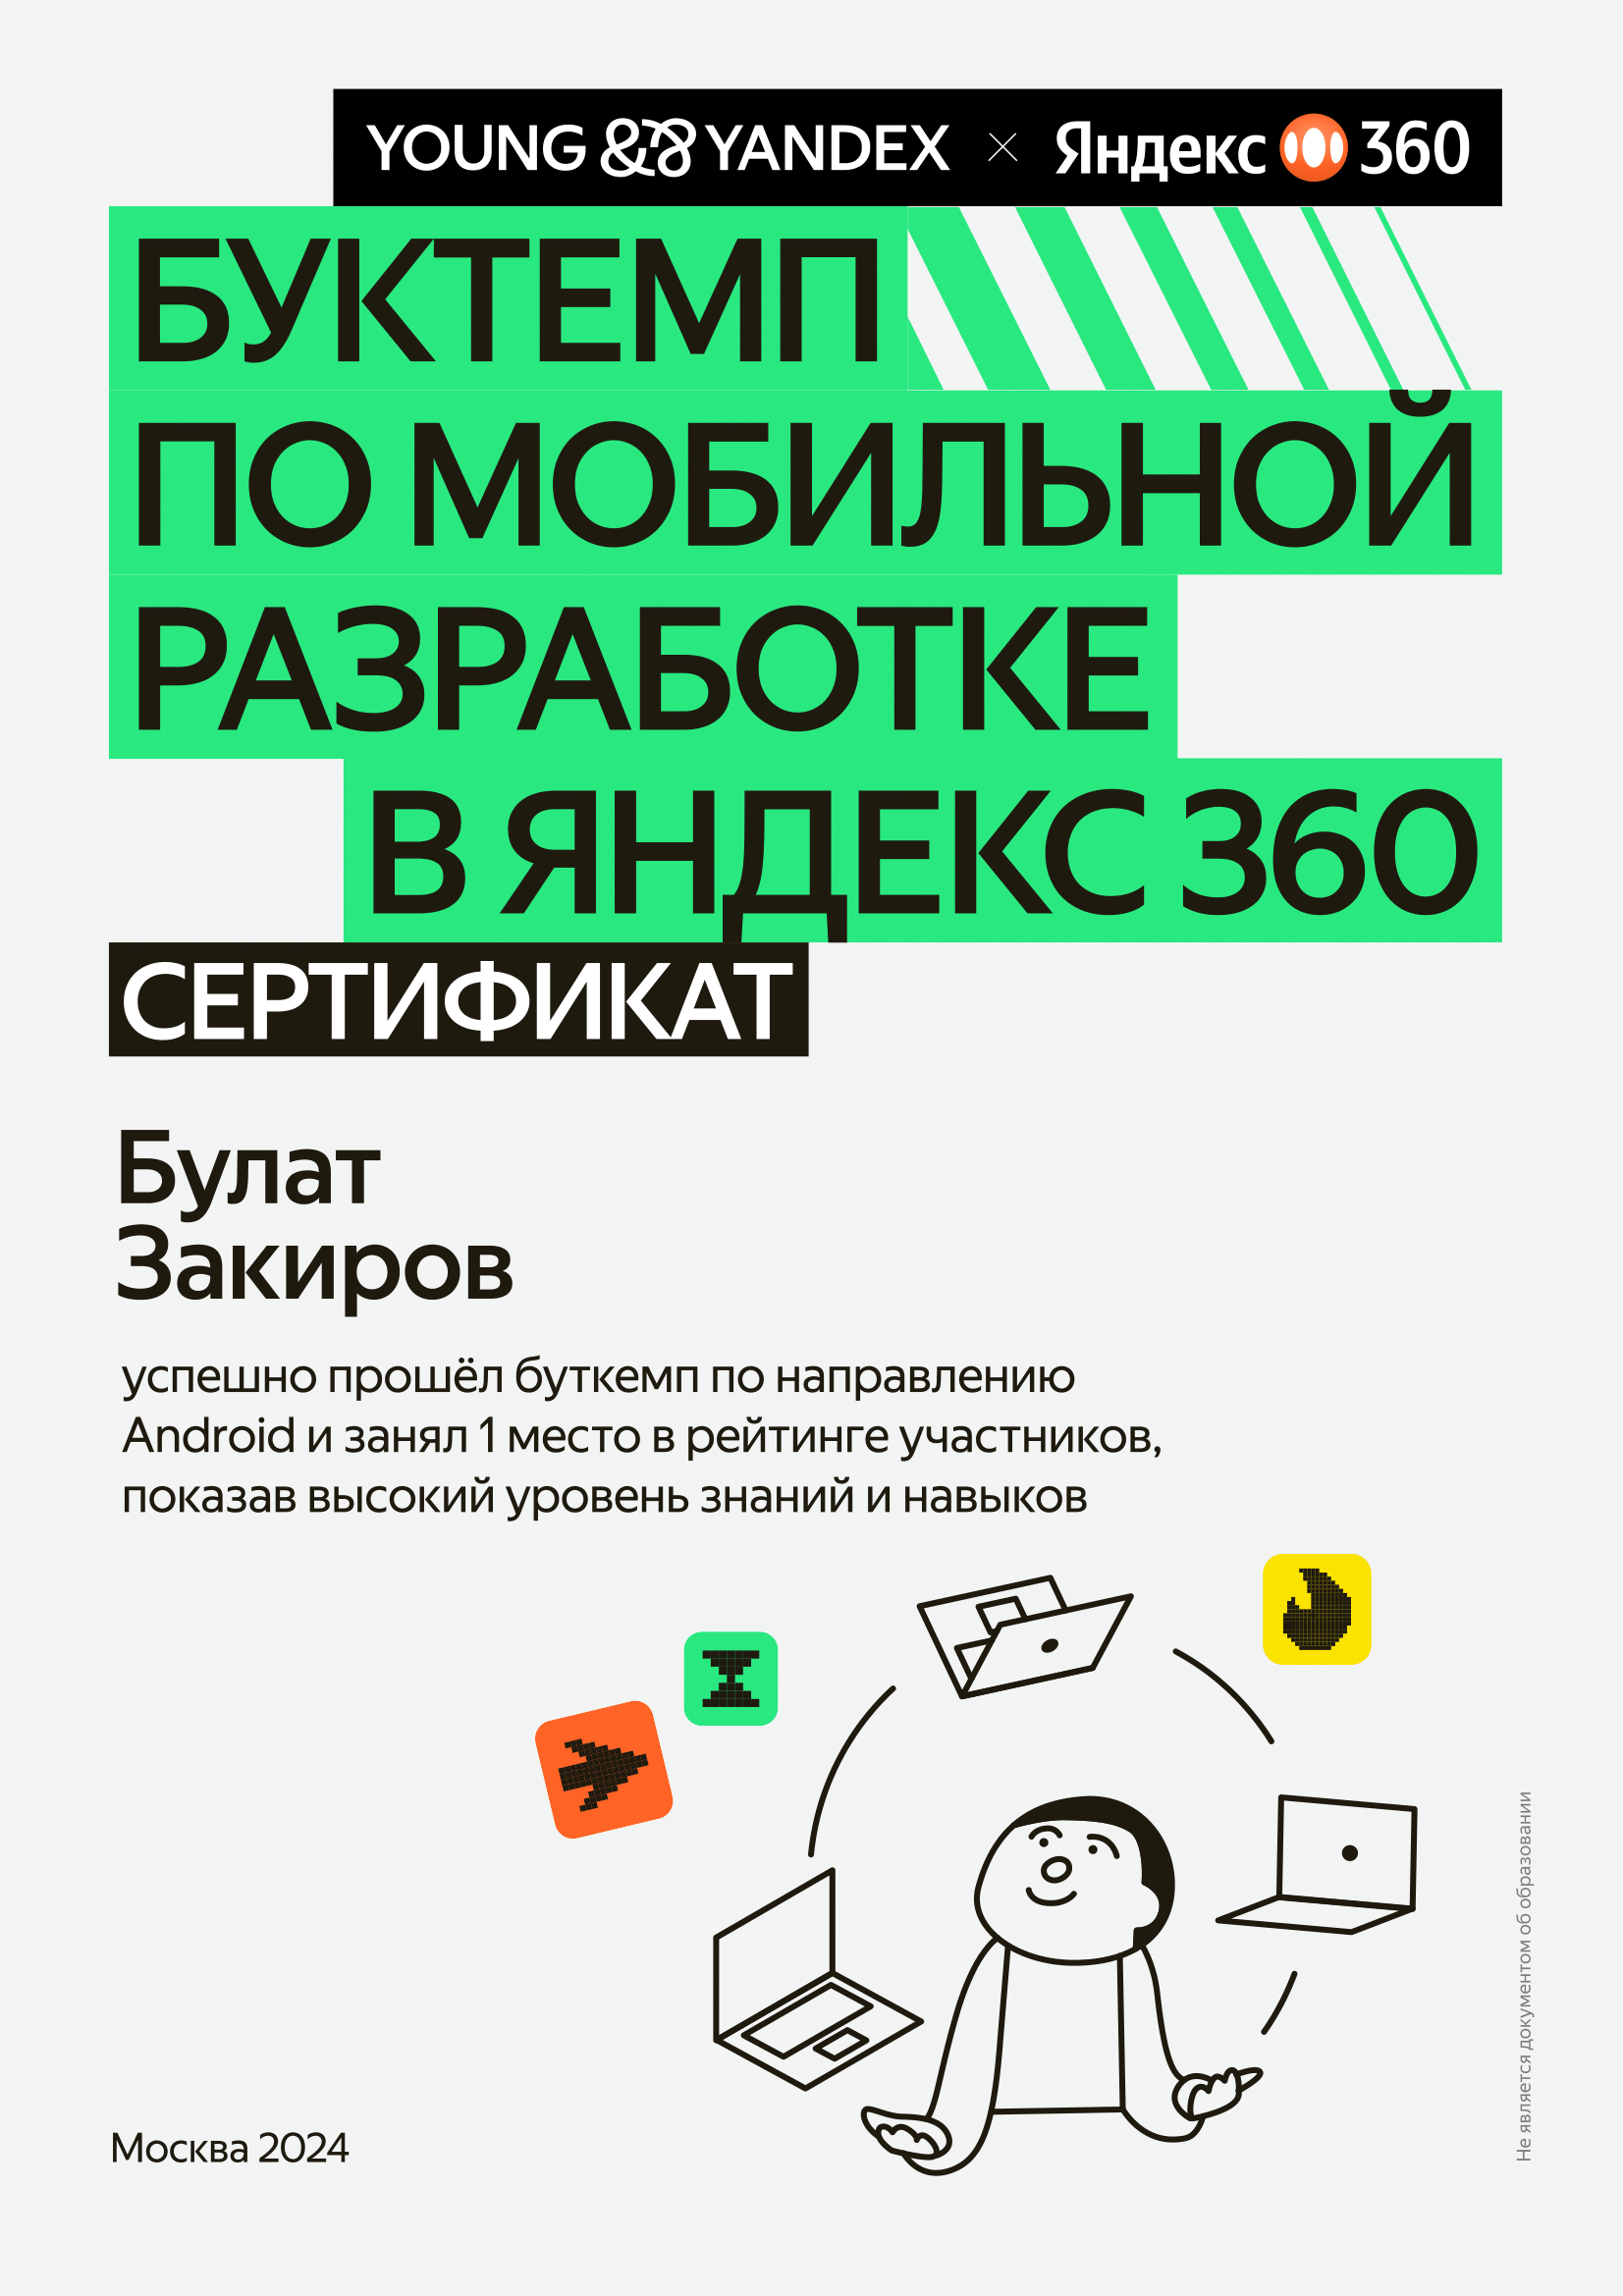 YOUNG && YANDEX × Яндекс 360
БУКТЕМП
ПО МОБИЛЬНОЙ
РАЗРАБОТКЕ
В ЯНДЕКС 360
СЕРТИФИКАТ
Булат
Закиров
успешно прошёл буткемп по направлению
Android и занял 1 место в рейтинге участников,
показав высокий уровень знаний и навыков
Не является документом об образовании
Москва 2024